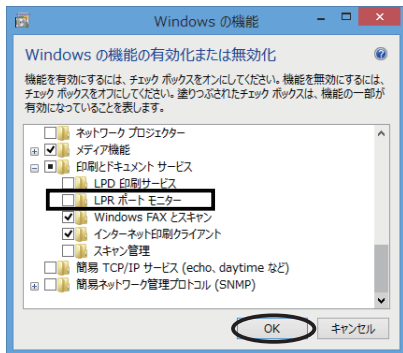 Windows の機能
Windows の機能の有効化または無効化
機能を有効にするには、チェック ボックスをオンにしてください。機能を無効にするには、
チェック ボックスをオフにしてください。塗りつぶされたチェック ボックスは、機能の一部が
有効になっていることを表します。
ネットワーク プロジェクター
メディア機能
印刷とドキュメント サービス
LPD 印刷サービス
LPR ポート モニター
Windows FAX とスキャン
インターネット印刷クライアント
スキャン管理
簡易 TCP/IP サービス (echo、daytime など)
簡易ネットワーク管理プロトコル (SNMP)
OK キャンセル